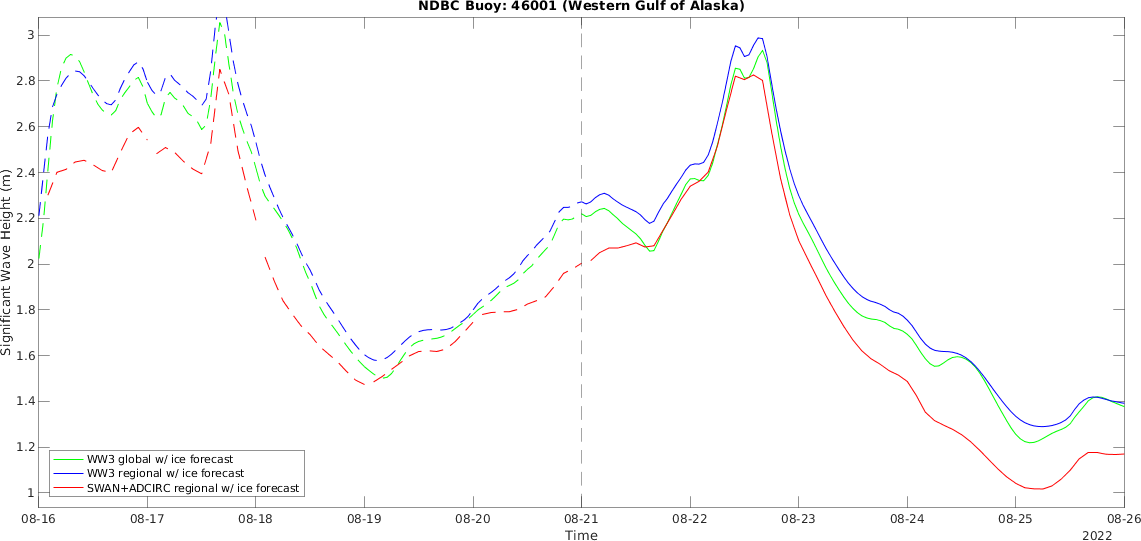 NDBC Buoy: 46001 (Western Gulf of Alaska)
Significant Wave Height (m)
3
2.8
2.6
2.4
2.2
2
1.8
1.6
1.4
1.2
1
WW3 global w/ ice forecast
WW3 regional w/ ice forecast
SWAN+ADCIRC regional w/ ice forecast
08-16 08-17 08-18 08-19 08-20 08-21 08-22 08-23 08-24 08-25 08-26
Time
2022